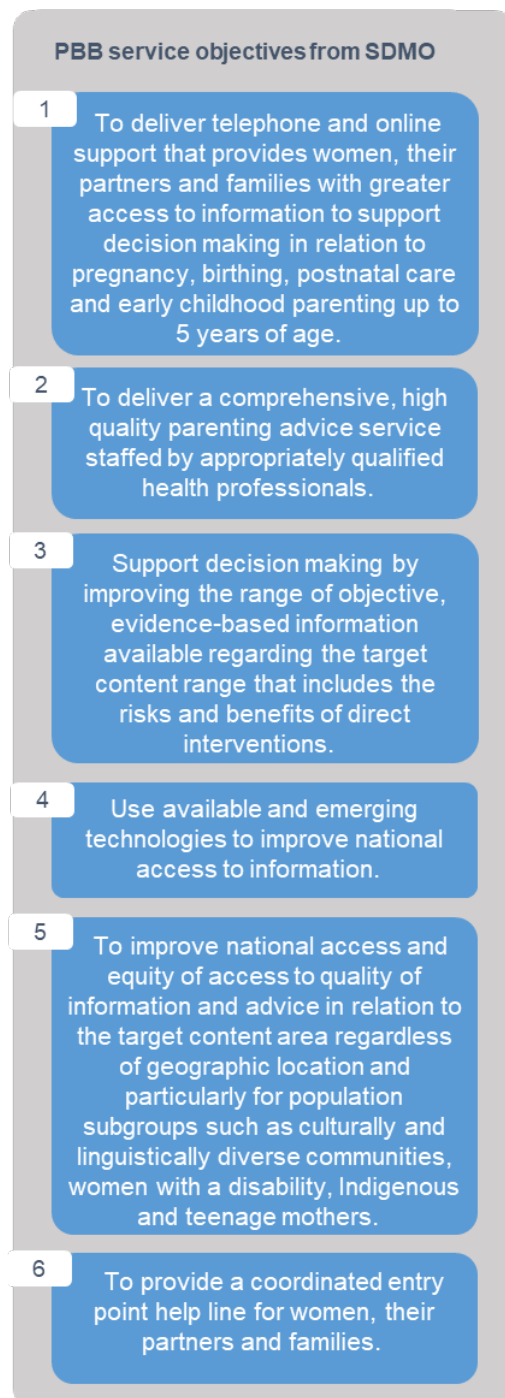 PBB service objectives from SDMO
1
To deliver telephone and online
support that provides women, their
partners and families with greater
access to information to support
decision making in relation to
pregnancy, birthing, postnatal care
and early childhood parenting up to
5 years of age.
2
To deliver a comprehensive, high
quality parenting advice service
staffed by appropriately qualified
health professionals.
3
Support decision making by
improving the range of objective,
evidence-based information
available regarding the target
content range that includes the
risks and benefits of direct
interventions.
4
Use available and emerging
technologies to improve national
access to information.
5
To improve national access and
equity of access to quality of
information and advice in relation to
the target content area regardless
of geographic location and
particularly for population
subgroups such as culturally and
linguistically diverse communities,
women with a disability, Indigenous
and teenage mothers.
6
To provide a coordinated entry
point help line for women, their
partners and families.